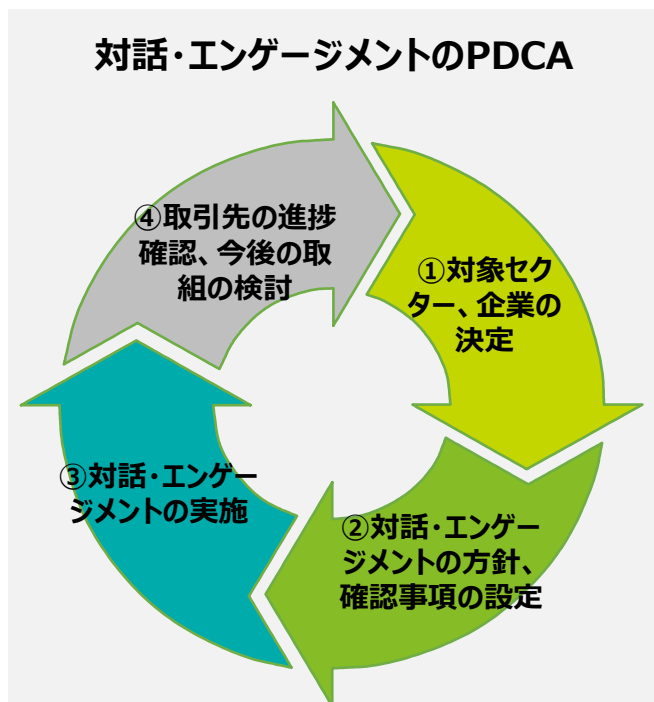 対話・エンゲージメントのPDCA
①対象セク
ター、企業の
決定
②対話・エンゲー
ジメントの方針、
確認事項の設定
③対話・エンゲー
ジメントの実施
④取引先の進捗
確認、今後の取
組の検討